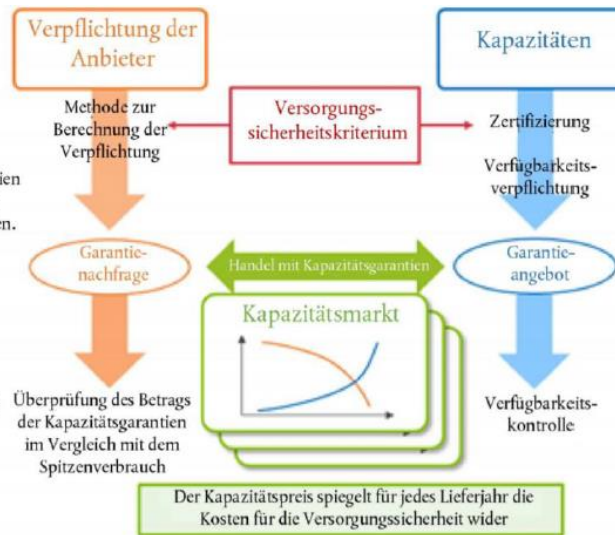 Verpflichtung der
Anbieter
Kapazitäten
Methode zur
Berechnung der
Verpflichtung
Versorgungs-
sicherheitskriterium
Zertifizierung
Verfügbarkeits-
verpflichtung
ien
en.
Garantie-
nachfrage
Handel mit Kapazitätsgarantien
Garantie-
angebot
Kapazitätsmarkt
Überprüfung des Betrags
der Kapazitätsgarantien
im Vergleich mit dem
Spitzenverbrauch
Verfügbarkeits-
kontrolle
Der Kapazitätspreis spiegelt für jedes Lieferjahr die
Kosten für die Versorgungssicherheit wider